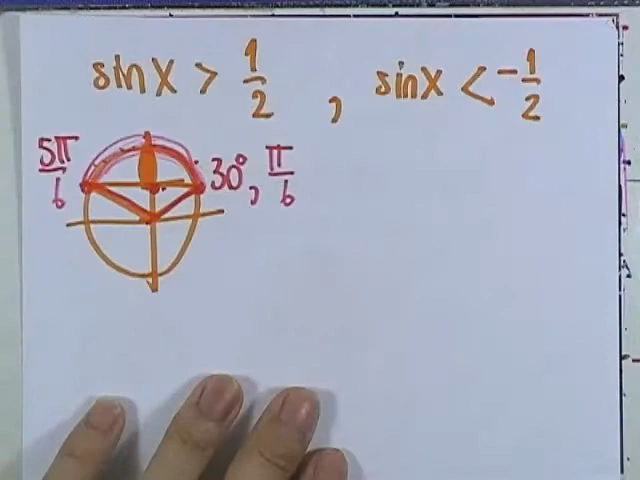 sin x > 1/2 , sin x < -1/2
5π/6 30°, π/6